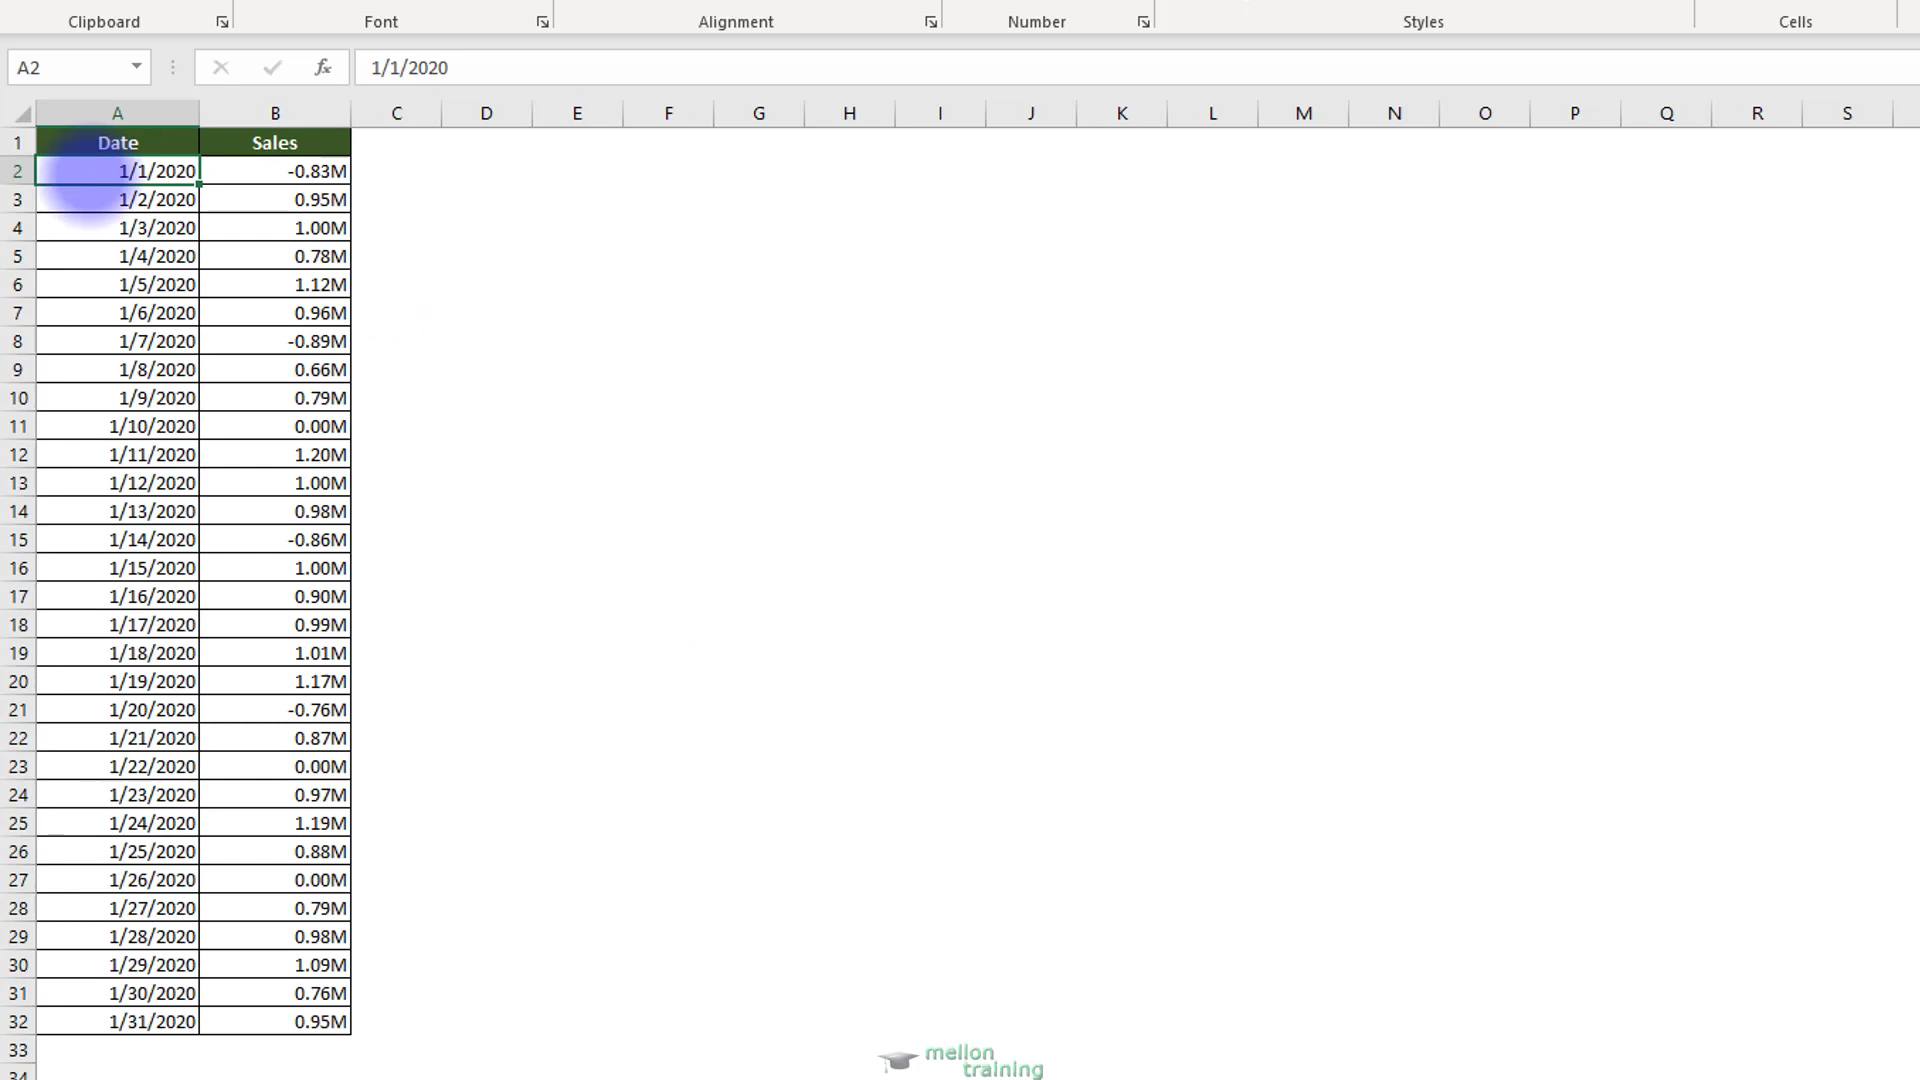 Clipboard Font Alignment Number Styles Cells
A2 fx 1/1/2020
A B C D E F G H I J K L M N O P Q R S
1 Date Sales
2 1/1/2020 -0.83M
3 1/2/2020 0.95M
4 1/3/2020 1.00M
5 1/4/2020 0.78M
6 1/5/2020 1.12M
7 1/6/2020 0.96M
8 1/7/2020 -0.89M
9 1/8/2020 0.66M
10 1/9/2020 0.79M
11 1/10/2020 0.00M
12 1/11/2020 1.20M
13 1/12/2020 1.00M
14 1/13/2020 0.98M
15 1/14/2020 -0.86M
16 1/15/2020 1.00M
17 1/16/2020 0.90M
18 1/17/2020 0.99M
19 1/18/2020 1.01M
20 1/19/2020 1.17M
21 1/20/2020 -0.76M
22 1/21/2020 0.87M
23 1/22/2020 0.00M
24 1/23/2020 0.97M
25 1/24/2020 1.19M
26 1/25/2020 0.88M
27 1/26/2020 0.00M
28 1/27/2020 0.79M
29 1/28/2020 0.98M
30 1/29/2020 1.09M
31 1/30/2020 0.76M
32 1/31/2020 0.95M
33
34
mellon
training